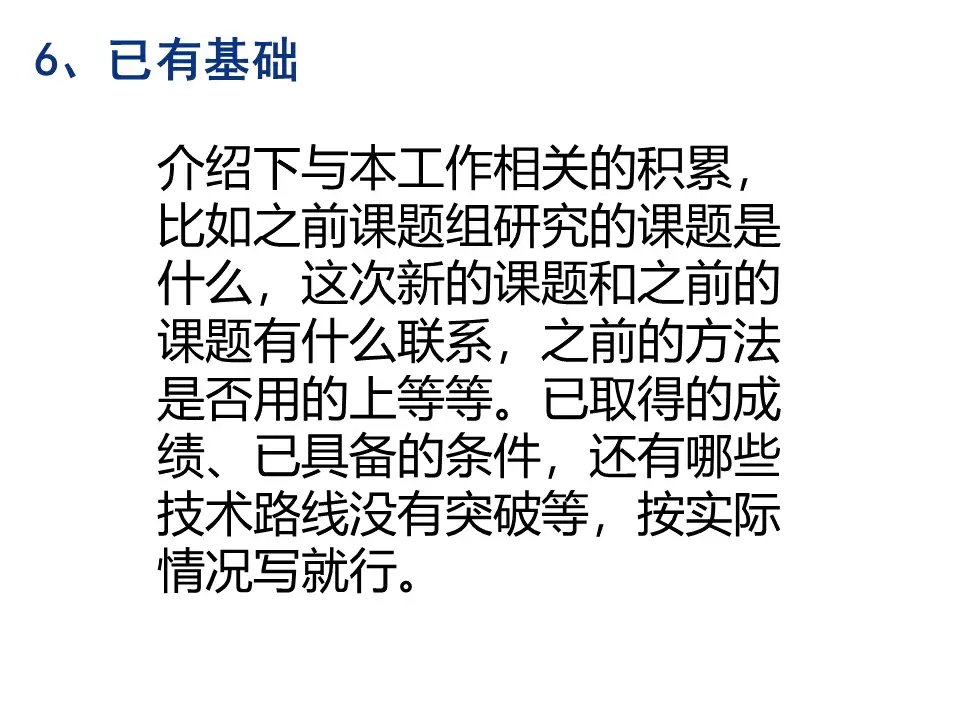 6、已有基础
介绍下与本工作相关的积累，
比如之前课题组研究的课题是
什么，这次新的课题和之前的
课题有什么联系，之前的方法
是否用的上等等。已取得的成
绩、已具备的条件，还有哪些
技术路线没有突破等，按实际
情况写就行。